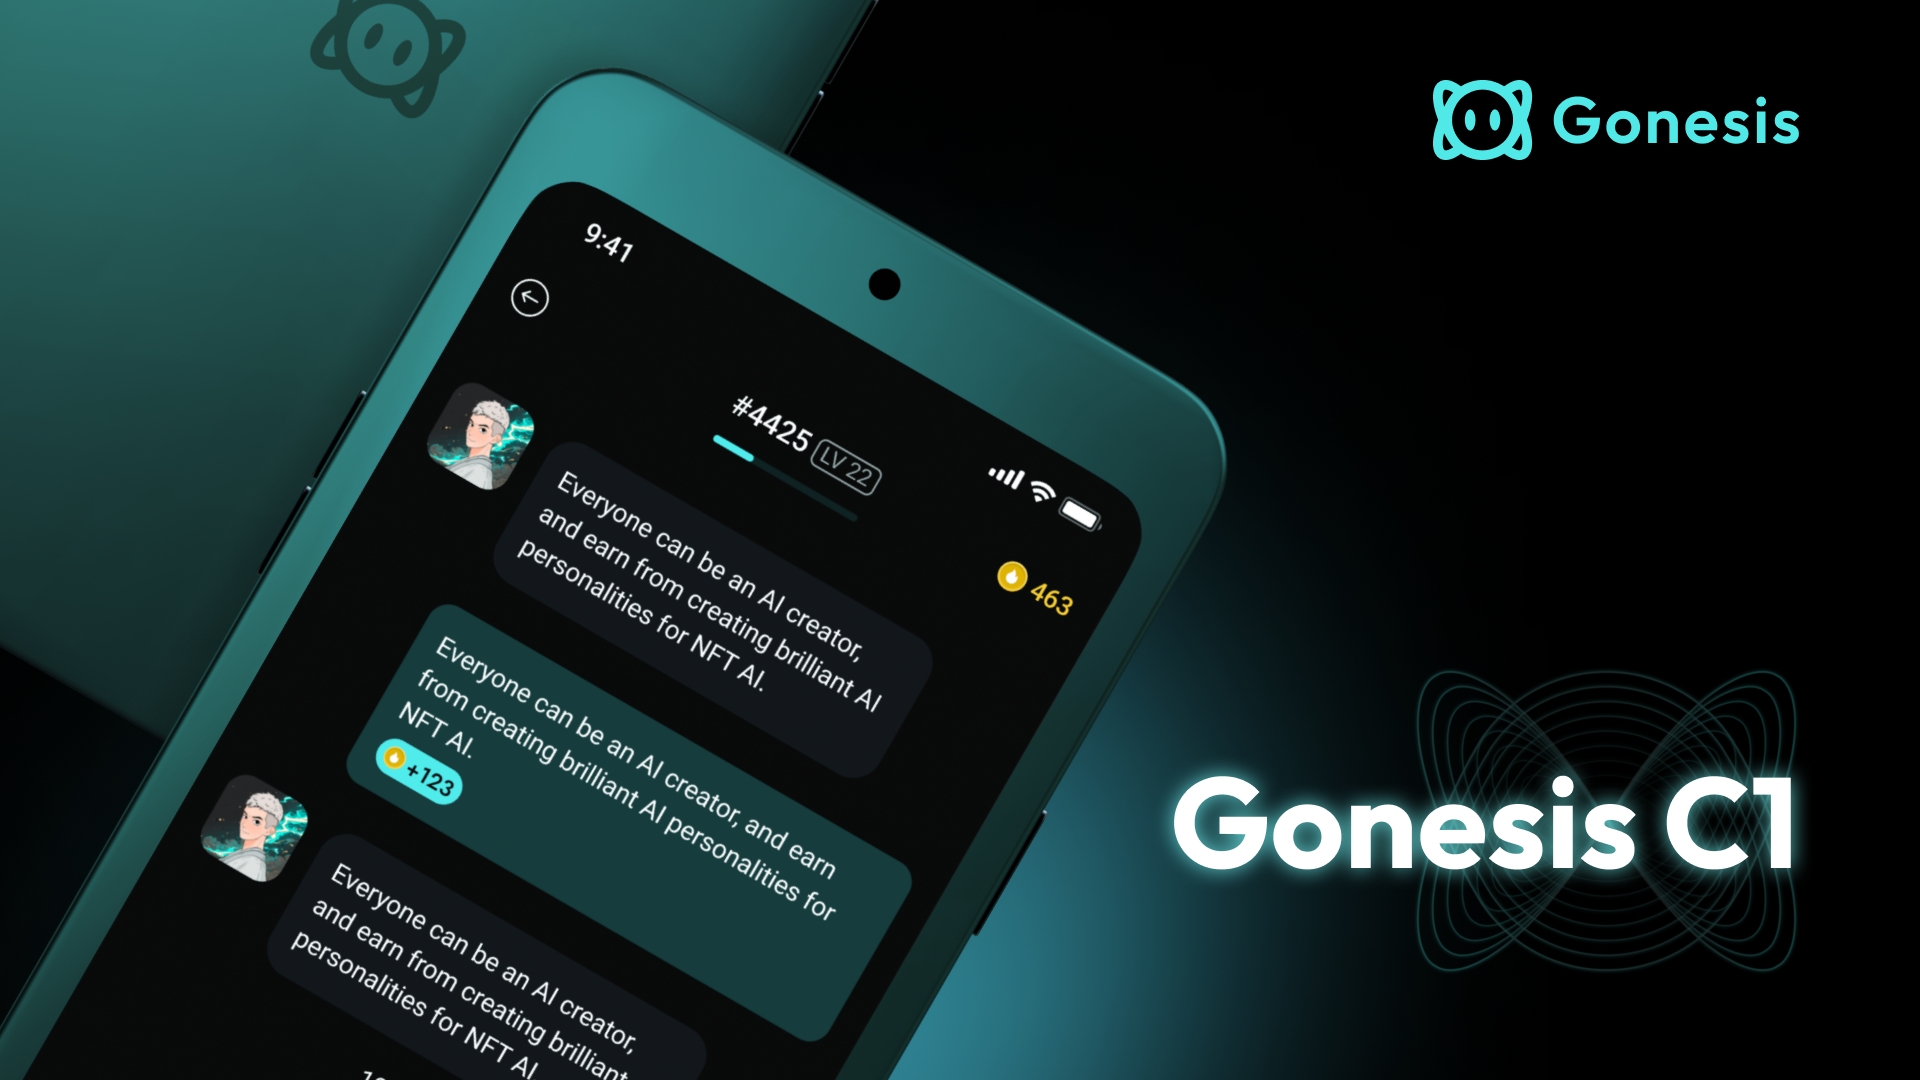 Gonesis
9:41
#4425 LV 22
463
Everyone can be an AI creator,
and earn from creating brilliant AI
personalities for NFT AI.
Everyone can be an AI creator, and earn
from creating brilliant AI personalities for
NFT AI.
+123
Everyone can be an AI creator,
and earn from creating brilliant
personalities for NFT AI.
Gonesis C1